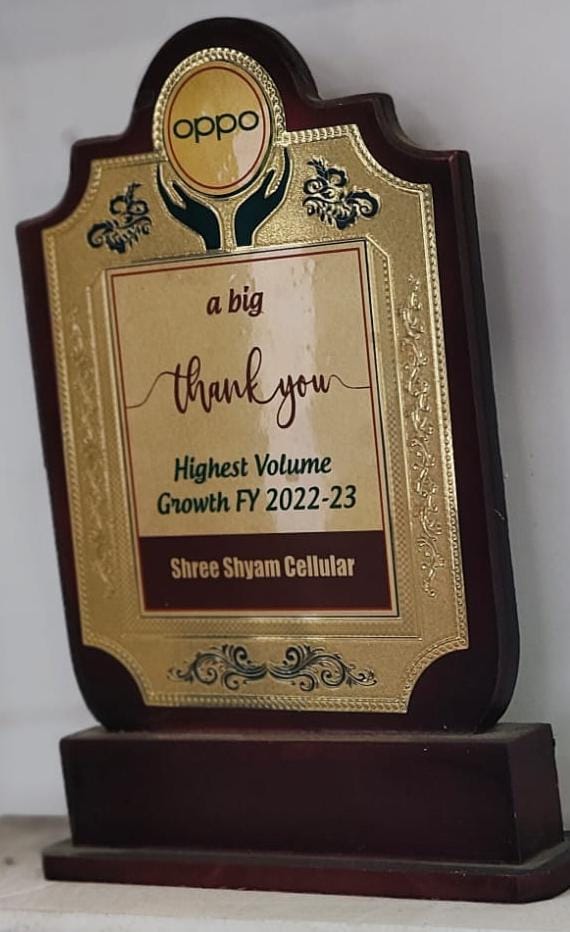 oppo
a big
thank you
Highest Volume
Growth FY 2022-23
Shree Shyam Cellular